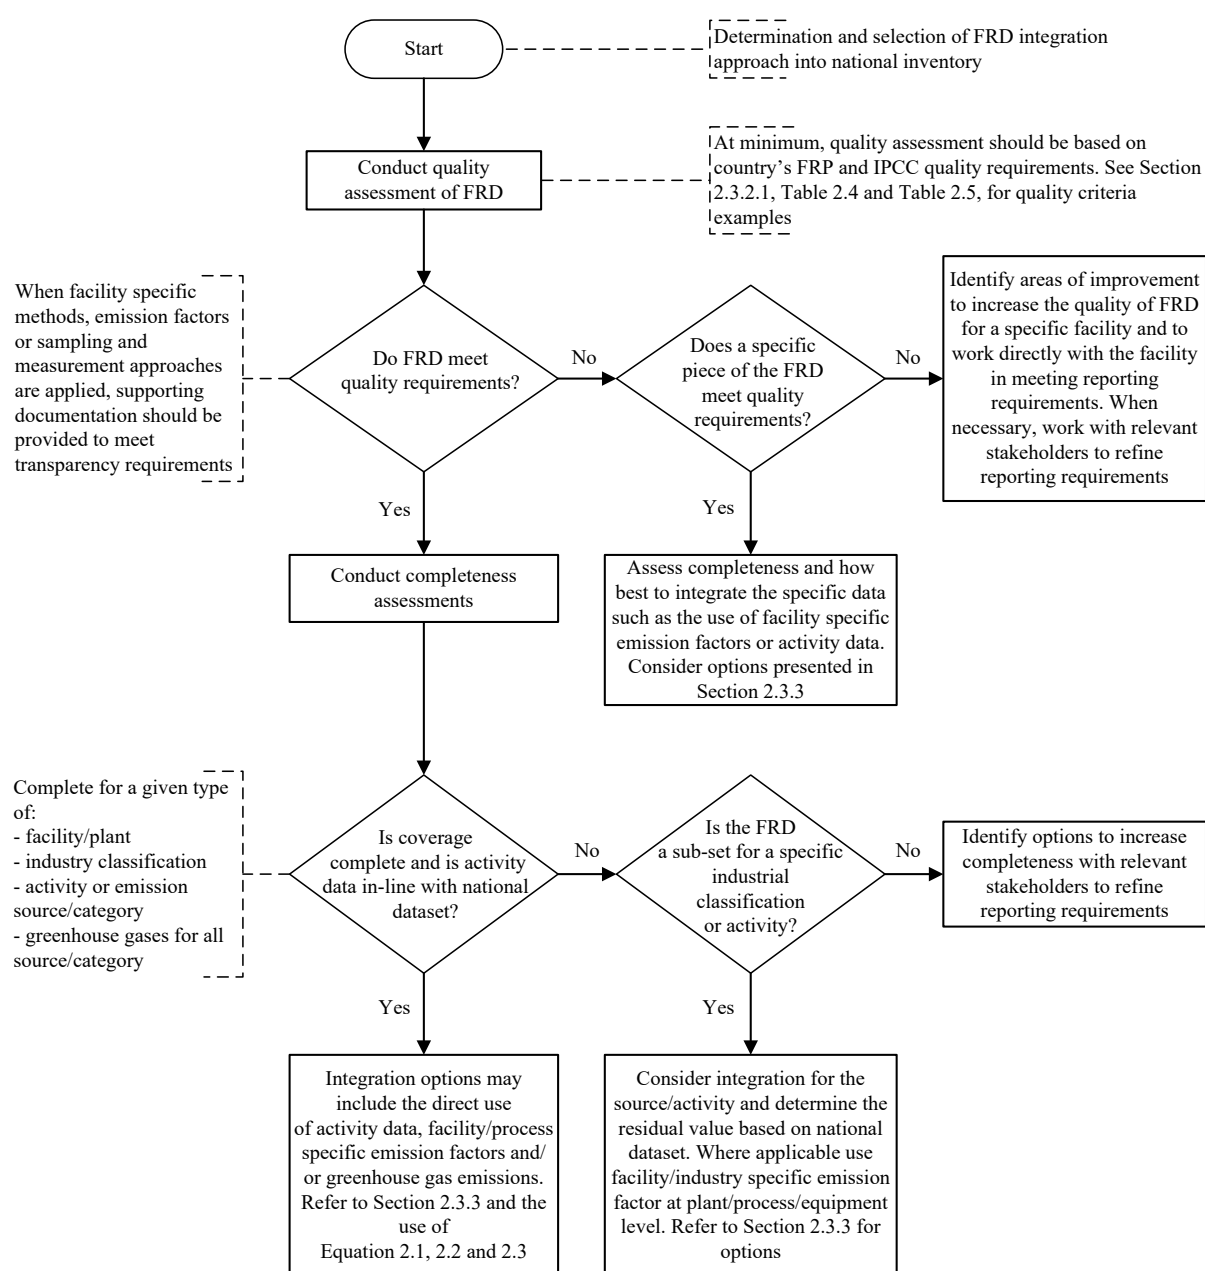 Start
Determination and selection of FRD integration
approach into national inventory
Conduct quality
assessment of FRD
At minimum, quality assessment should be based on
country's FRP and IPCC quality requirements. See Section
2.3.2.1, Table 2.4 and Table 2.5, for quality criteria
examples
When facility specific
methods, emission factors
or sampling and
measurement approaches
are applied, supporting
documentation should be
provided to meet
transparency requirements
Do FRD meet
quality requirements?
No
Does a specific
piece of the FRD
meet quality
requirements?
No
Identify areas of improvement
to increase the quality of FRD
for a specific facility and to
work directly with the facility
in meeting reporting
requirements. When
necessary, work with relevant
stakeholders to refine
reporting requirements
Yes
Yes
Conduct completeness
assessments
Assess completeness and how
best to integrate the specific data
such as the use of facility specific
emission factors or activity data.
Consider options presented in
Section 2.3.3
Complete for a given type
of:
- facility/plant
- industry classification
- activity or emission
source/category
- greenhouse gases for all
source/category
Is coverage
complete and is activity
data in-line with national
dataset?
No
Is the FRD
a sub-set for a specific
industrial
classification
or activity?
No
Identify options to increase
completeness with relevant
stakeholders to refine
reporting requirements
Yes
Yes
Integration options may
include the direct use
of activity data, facility/process
specific emission factors and/
or greenhouse gas emissions.
Refer to Section 2.3.3 and the
use of
Equation 2.1, 2.2 and 2.3
Consider integration for the
source/activity and determine the
residual value based on national
dataset. Where applicable use
facility/industry specific emission
factor at plant/process/equipment
level. Refer to Section 2.3.3 for
options